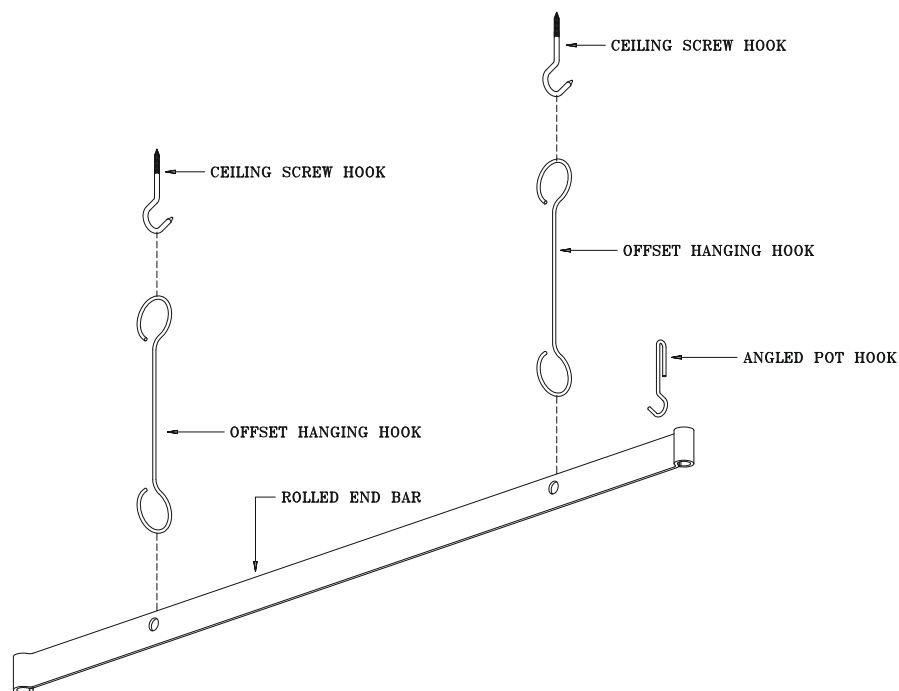 CEILING SCREW HOOK
CEILING SCREW HOOK
OFFSET HANGING HOOK
ANGLED POT HOOK
OFFSET HANGING HOOK
ROLLED END BAR